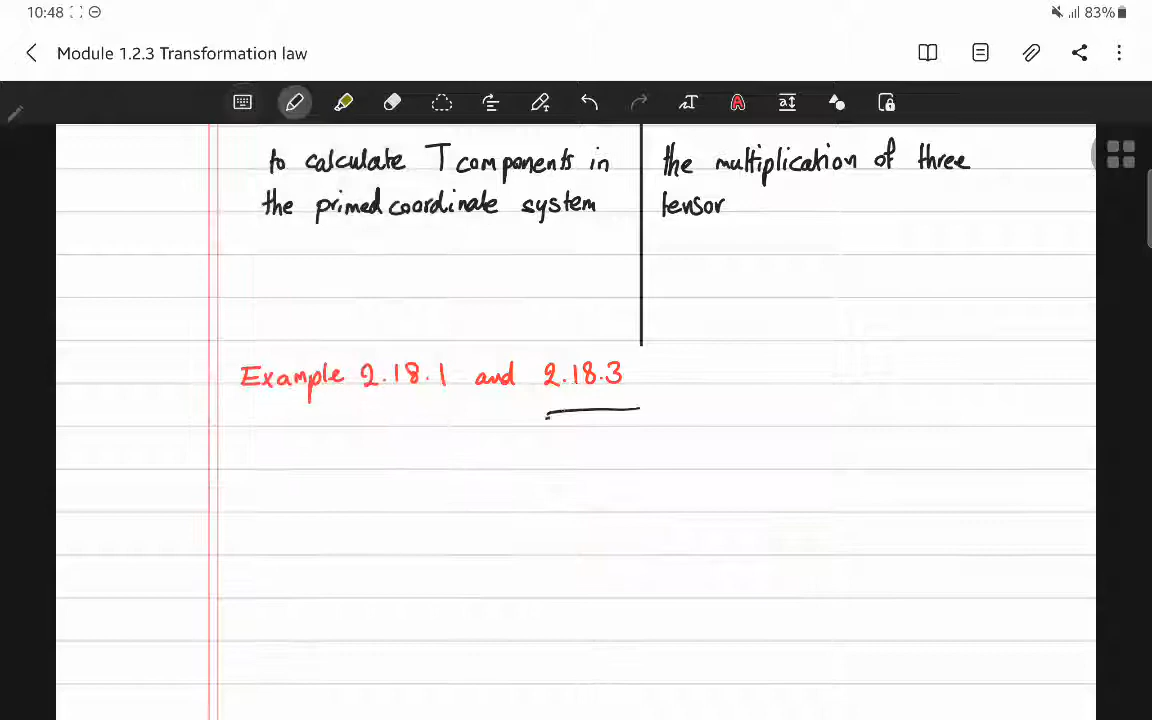 10:48
83%
Module 1.2.3 Transformation law
to calculate T components in
the primed coordinate system
the multiplication of three
tensor
Example 2.18.1 and 2.18.3